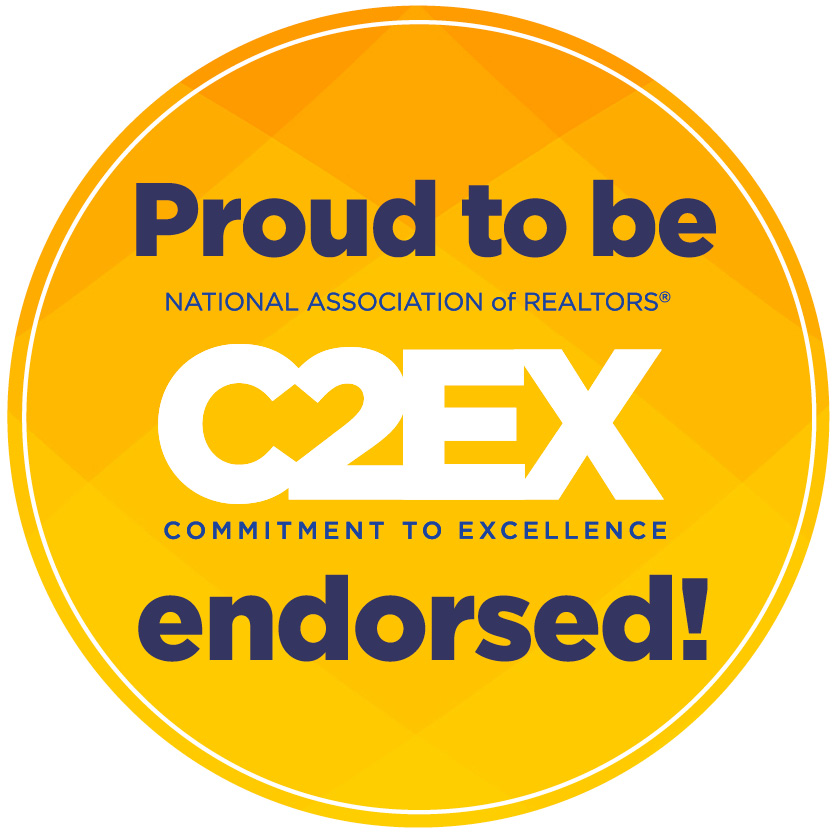 Proud to be
NATIONAL ASSOCIATION of REALTORS®
C2EX
COMMITMENT TO EXCELLENCE
endorsed!